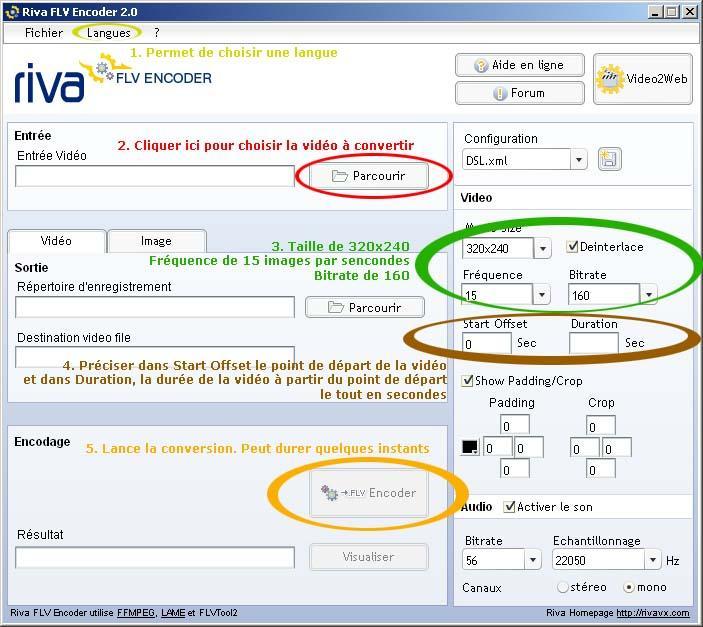 Riva FLV Encoder 2.0
Fichier Langues ?
1. Permet de choisir une langue
riva FLV ENCODER
Aide en ligne
Forum
Video2Web
Entrée
2. Cliquer ici pour choisir la vidéo à convertir
Entrée Vidéo
Parcourir
Configuration
DSL.xml
Video
Vidéo Image
3. Taille de 320x240
Fréquence de 15 images par sencondes
Bitrate de 160
320x240 Deinterlace
Fréquence Bitrate
15 160
Sortie
Répertoire d'enregistrement
Parcourir
Destination video file
Start Offset Duration
0 Sec Sec
4. Préciser dans Start Offset le point de départ de la vidéo
et dans Duration, la durée de la vidéo à partir du point de départ
le tout en secondes
Show Padding/Crop
Padding Crop
0 0
0 0 0 0
0 0
Encodage
5. Lance la conversion. Peut durer quelques instants
FLV Encoder
Audio Activer le son
Résultat
Visualiser
Bitrate Echantillonnage
56 22050 Hz
Canaux stéreo mono
Riva FLV Encoder utilise FFMPEG, LAME et FLVTool2
Riva Homepage http://rivavx.com